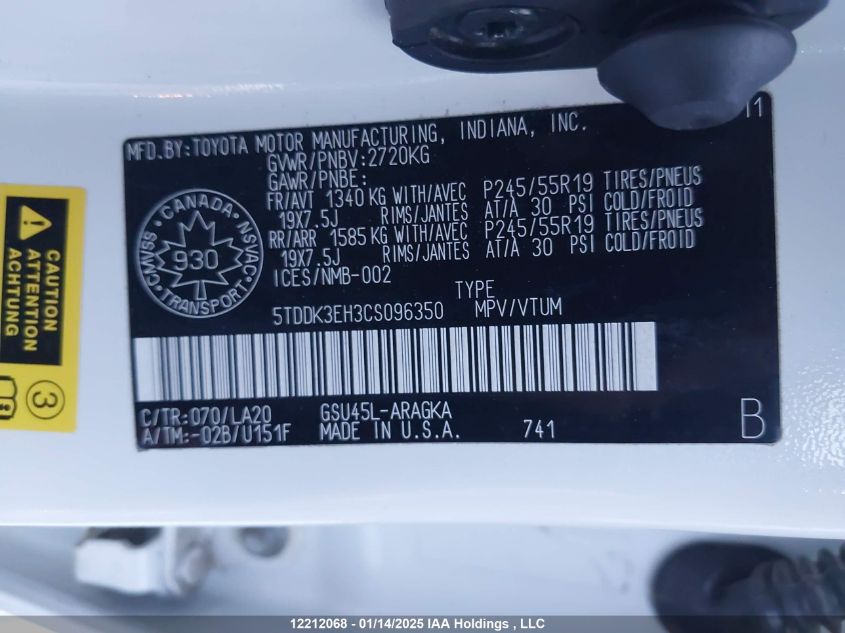 11
MFD.BY:TOYOTA MOTOR MANUFACTURING, INDIANA, INC.
GVWR/PNBV:2720KG
GAWR/PNBE:
FR/AVT 1340 KG WITH/AVEC P245/55R19 TIRES/PNEUS
19X7.5J RIMS/JANTES AT/A 30 PSI COLD/FROID
RR/ARR 1585 KG WITH/AVEC P245/55R19 TIRES/PNEUS
19X7.5J RIMS/JANTES AT/A 30 PSI COLD/FROID
ICES/NMB-002
TYPE
5TDDK3EH3CS096350 MPV/VTUM
CANADA
CMVSS NSVAC
930
TRANSPORT
C/TR:070/LA20 GSU45L-ARAGKA
A/TM:-02B/U151F MADE IN U.S.A. 741 B
CAUTION
ATTENTION
ACHTUNG
3
12212068 - 01/14/2025 IAA Holdings , LLC